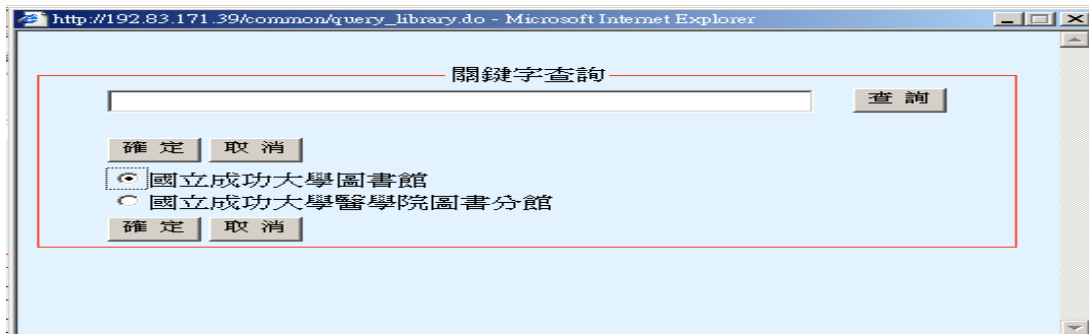 http://192.83.171.39/common/query_library.do - Microsoft Internet Explorer
關鍵字查詢
查 詢
確 定 取 消
國立成功大學圖書館
國立成功大學醫學院圖書分館
確 定 取 消